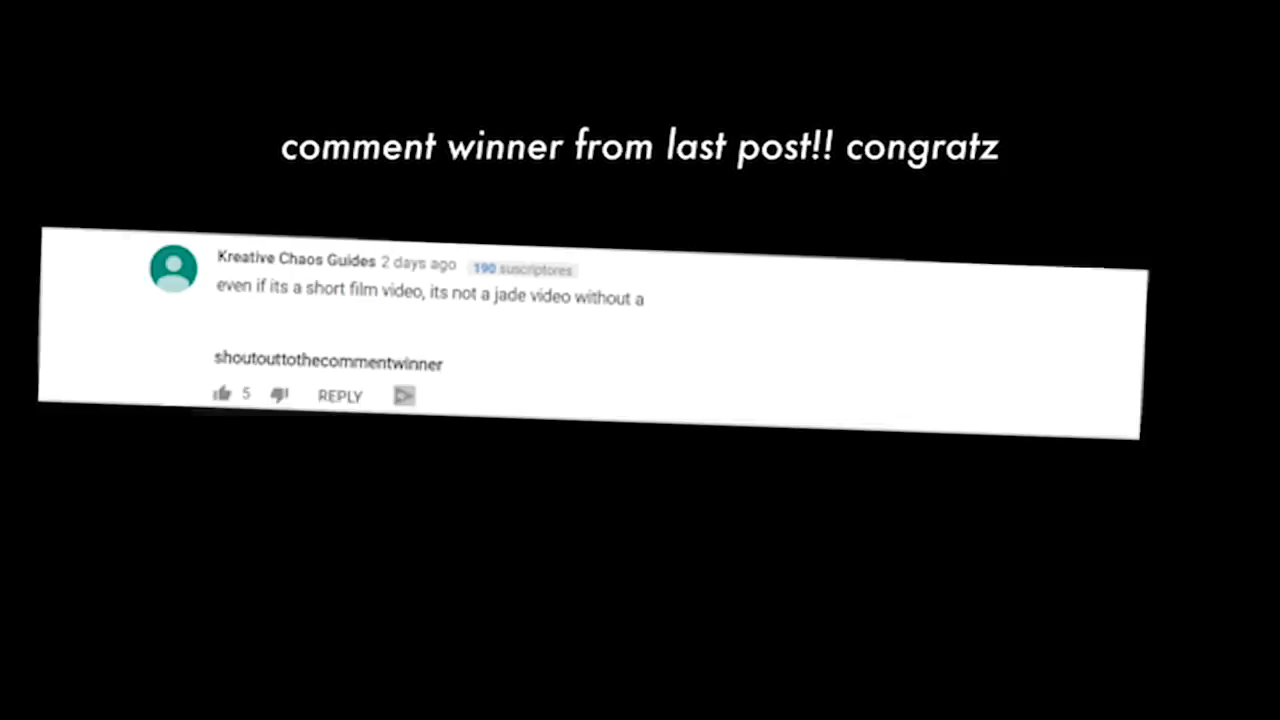 comment winner from last post!! congratz
Kreative Chaos Guides 2 days ago 190 suscriptores
even if its a short film video, its not a jade video without a
shoutouttothecommentwinner
5 REPLY